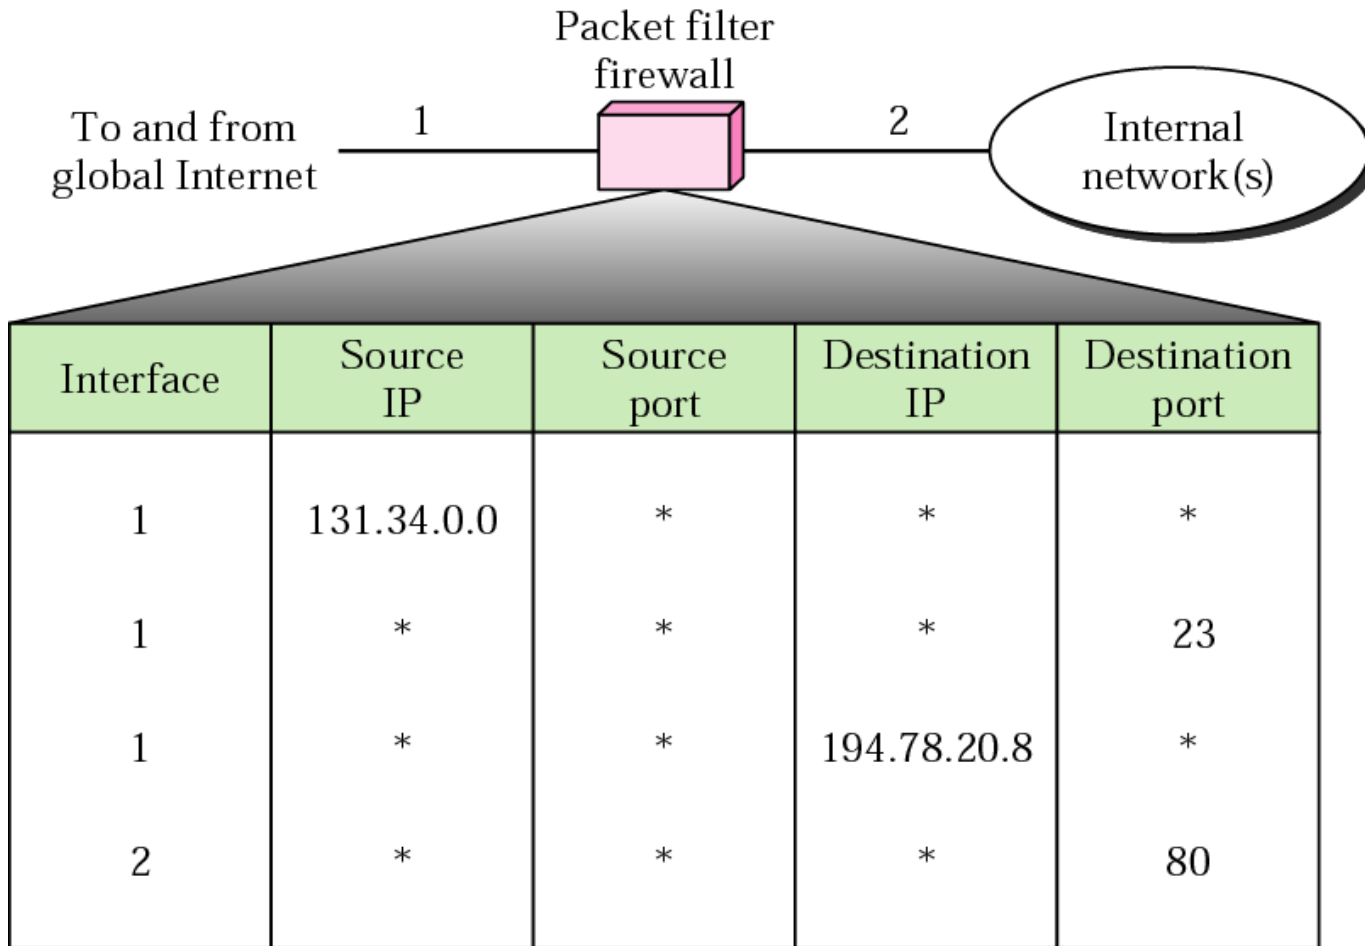 Packet filter
firewall
To and from
global Internet
1
2
Internal
network(s)
Interface
Source
IP
Source
port
Destination
IP
Destination
port
1 131.34.0.0 * * *
1 * * * 23
1 * * 194.78.20.8 *
2 * * * 80